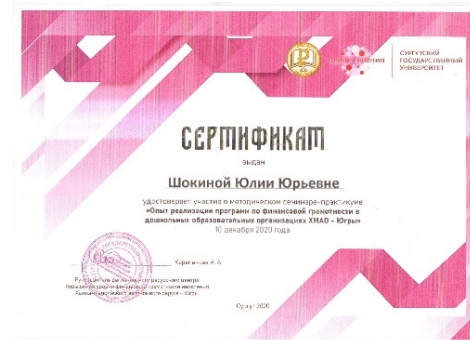 СУРГУТСКИЙ
ГОСУДАРСТВЕННЫЙ
УНИВЕРСИТЕТ
СЕРТИФИКАТ
выдан
Шокиной Юлии Юрьевне
удостоверяет участие в методическом семинаре-практикуме
«Опыт реализации программ по финансовой грамотности в
дошкольных образовательных организациях ХМАО – Югры»
10 декабря 2020 года
Сургут 2020